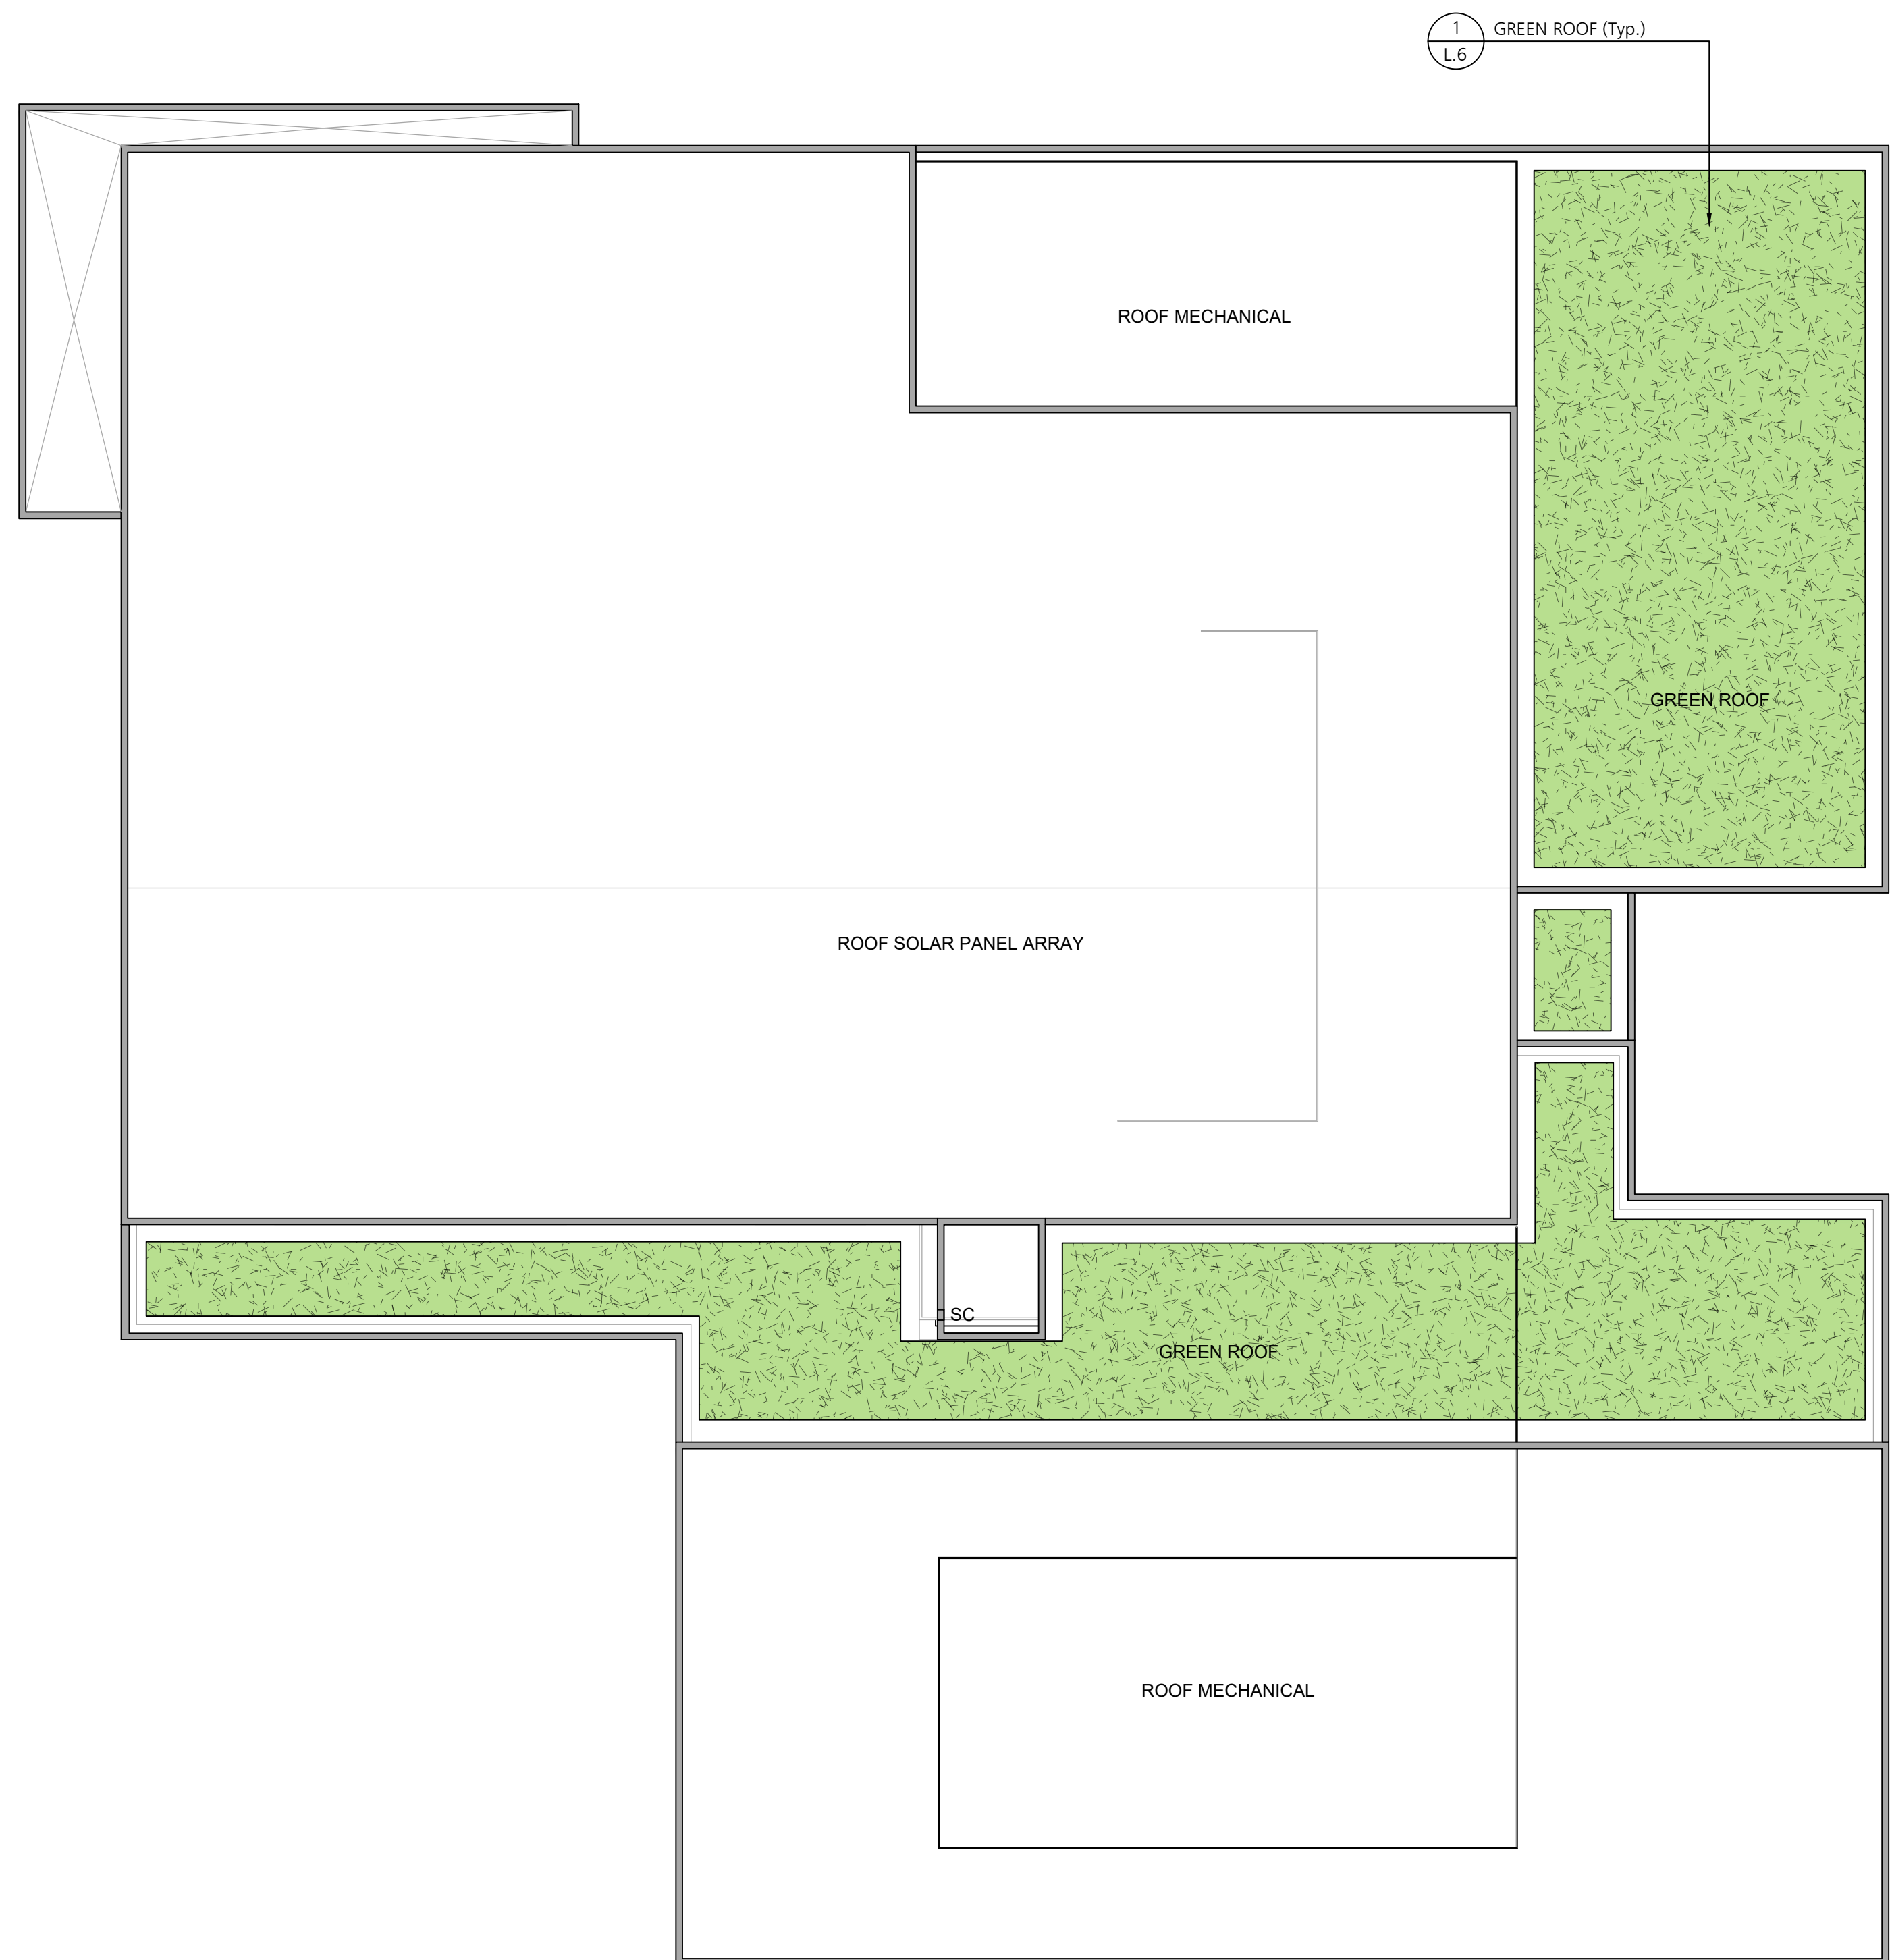 1
GREEN ROOF (Typ.)
L.6
ROOF MECHANICAL
GREEN ROOF
ROOF SOLAR PANEL ARRAY
SC
GREEN ROOF
ROOF MECHANICAL